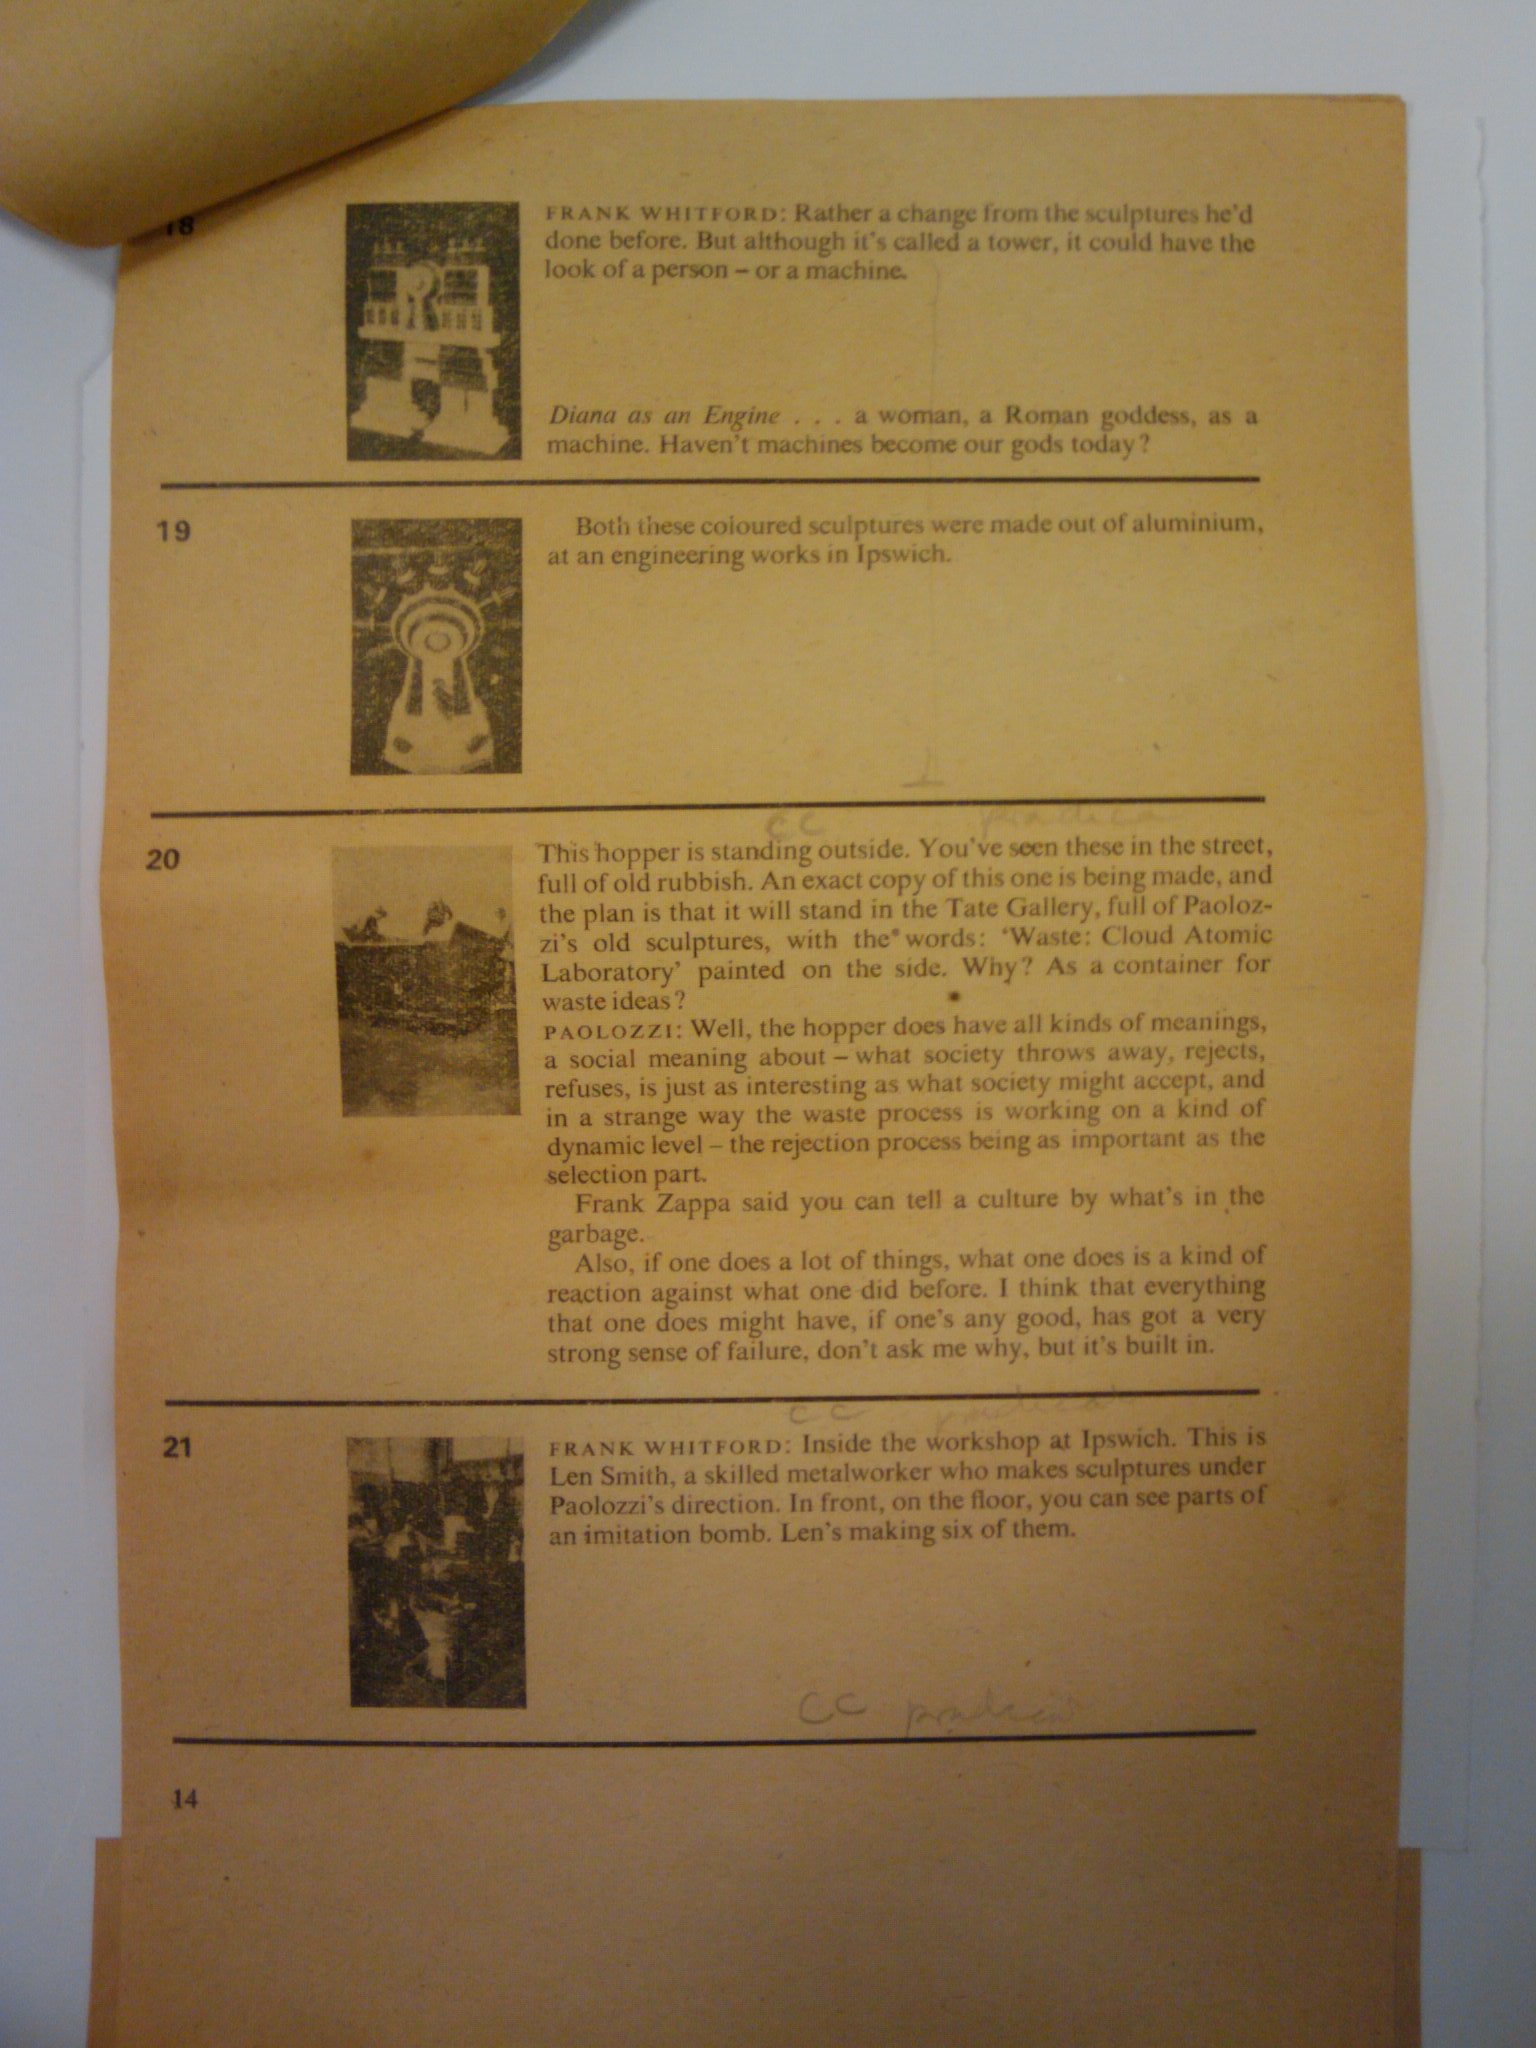 18
FRANK WHITFORD: Rather a change from the sculptures he'd
done before. But although it's called a tower, it could have the
look of a person – or a machine.
Diana as an Engine . . . a woman, a Roman goddess, as a
machine. Haven't machines become our gods today?
19
Both these coloured sculptures were made out of aluminium,
at an engineering works in Ipswich.
20
CC
This hopper is standing outside. You've seen these in the street,
full of old rubbish. An exact copy of this one is being made, and
the plan is that it will stand in the Tate Gallery, full of Paoloz-
zi's old sculptures, with the words: 'Waste: Cloud Atomic
Laboratory' painted on the side. Why? As a container for
waste ideas?
PAOLOZZI: Well, the hopper does have all kinds of meanings,
a social meaning about – what society throws away, rejects,
refuses, is just as interesting as what society might accept, and
in a strange way the waste process is working on a kind of
dynamic level – the rejection process being as important as the
selection part.
Frank Zappa said you can tell a culture by what's in the
garbage.
Also, if one does a lot of things, what one does is a kind of
reaction against what one did before. I think that everything
that one does might have, if one's any good, has got a very
strong sense of failure, don't ask me why, but it's built in.
CC
21
FRANK WHITFORD: Inside the workshop at Ipswich. This is
Len Smith, a skilled metalworker who makes sculptures under
Paolozzi's direction. In front, on the floor, you can see parts of
an imitation bomb. Len's making six of them.
CC
14